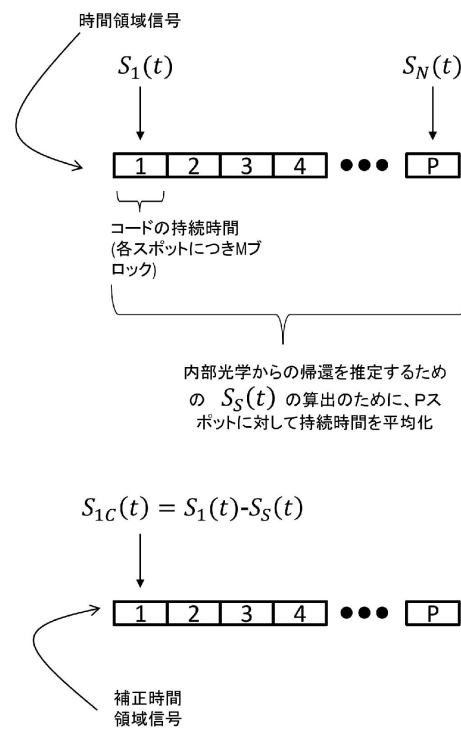 時間領域信号
S₁(t) S_N(t)
1 2 3 4 ●●● P
コードの持続時間
(各スポットにつきMブ
ロック)
内部光学からの帰還を推定するため
の S_S(t) の算出のために、Pス
ポットに対して持続時間を平均化
S₁C(t) = S₁(t)-S_S(t)
1 2 3 4 ●●● P
補正時間
領域信号